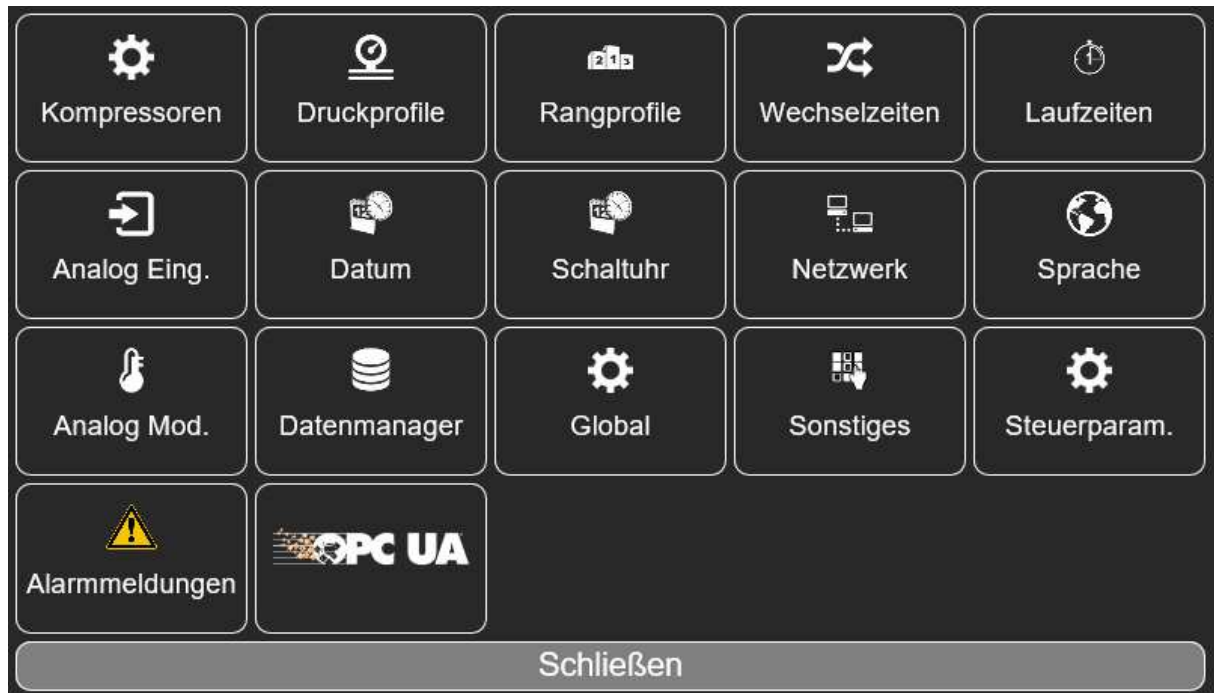 Kompressoren
Druckprofile
Rangprofile
Wechselzeiten
Laufzeiten
Analog Eing.
Datum
Schaltuhr
Netzwerk
Sprache
Analog Mod.
Datenmanager
Global
Sonstiges
Steuerparam.
Alarmmeldungen
OPC UA
Schließen